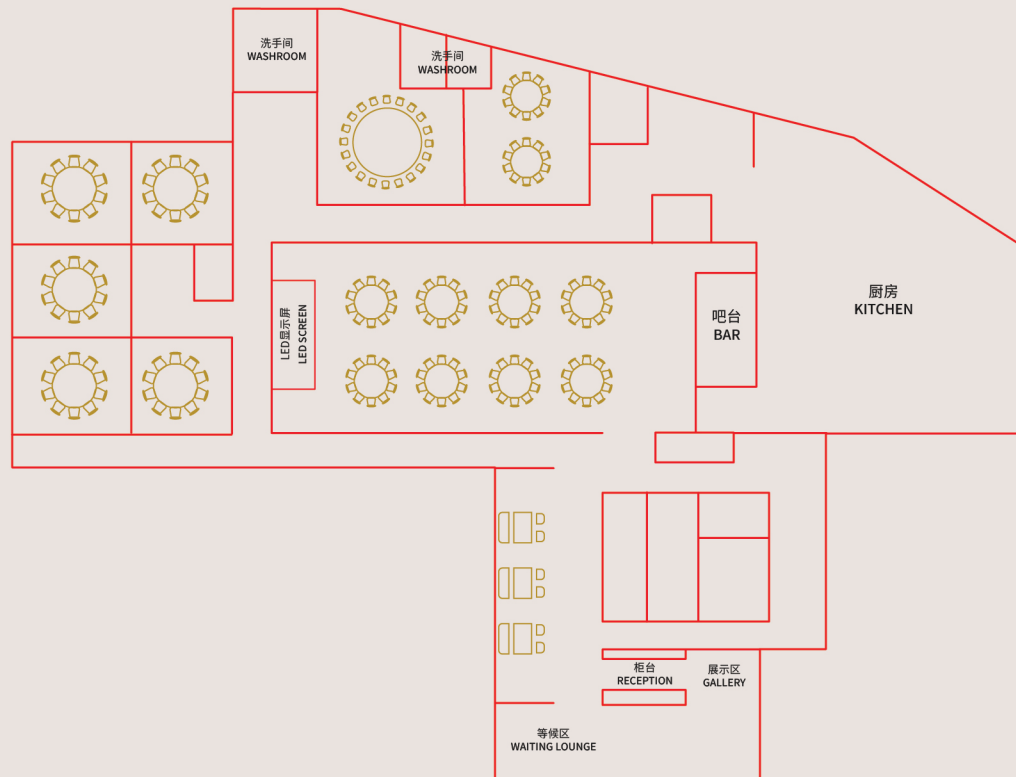 洗手间
WASHROOM
洗手间
WASHROOM
LED显示屏
LED SCREEN
吧台
BAR
厨房
KITCHEN
柜台
RECEPTION
展示区
GALLERY
等候区
WAITING LOUNGE